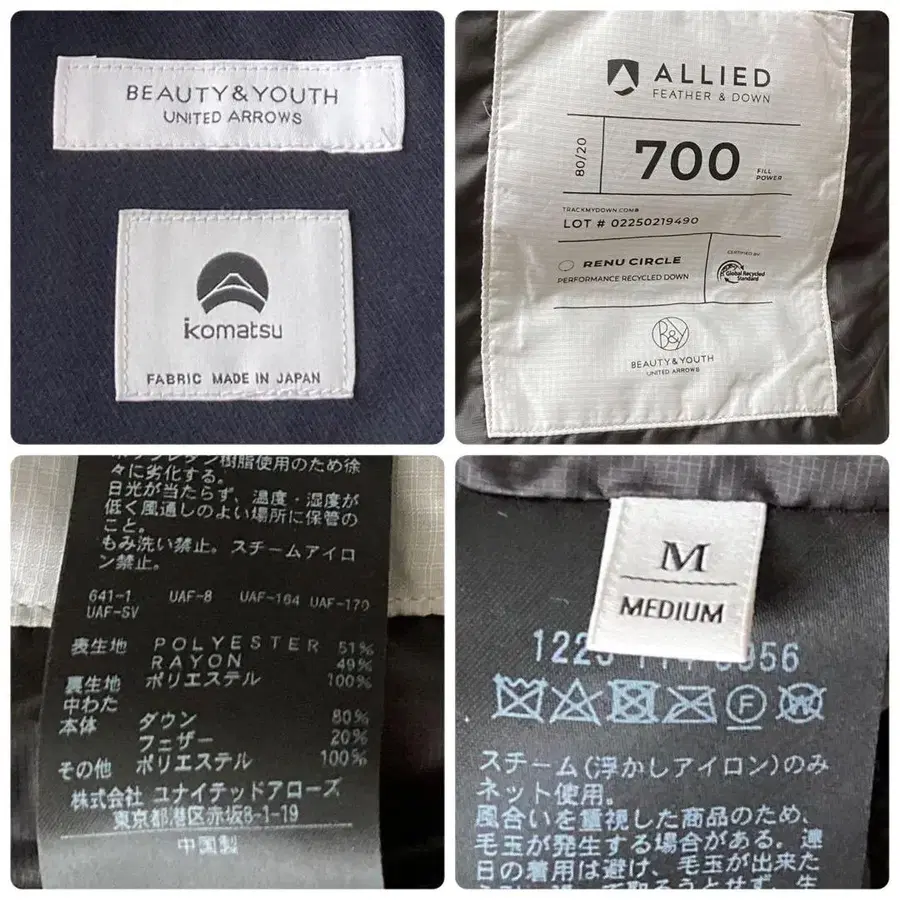 BEAUTY&YOUTH
UNITED ARROWS
komatsu
FABRIC MADE IN JAPAN
ALLIED
FEATHER & DOWN
80/20
700
FILL
POWER
TRACKMYDOWN.COM®
LOT # 02250219490
RENU CIRCLE
PERFORMANCE RECYCLED DOWN
CERTIFIED BY
Global Recycled
Standard
B&Y
BEAUTY&YOUTH
UNITED ARROWS
樹脂使用のため徐
々に劣化する。
日光が当たらず、温度・湿度が
低く風通しのよい場所に保管の
こと。
もみ洗い禁止。スチームアイロ
ン禁止。
641-1 UAF-8 UAF-164 UAF-170
UAF-SV
表生地 POLYESTER 51%
RAYON 49%
裏生地 ポリエステル 100%
中わた
本体 ダウン 80%
フェザー 20%
その他 ポリエステル 100%
株式会社 ユナイテッドアローズ
東京都港区赤坂8-1-19
中国製
M
MEDIUM
スチーム(浮かしアイロン)のみ
ネット使用。
風合いを重視した商品のため、
毛玉が発生する場合がある。連
日の着用は避け、毛玉が出来た